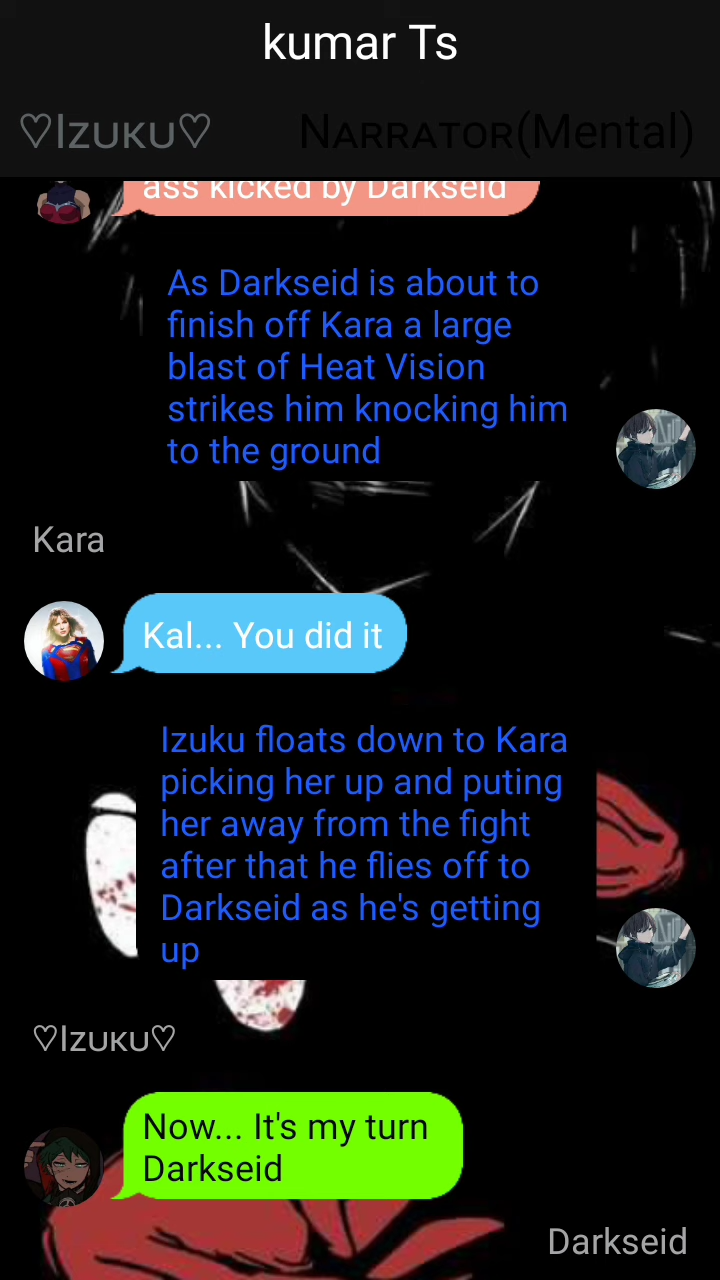 kumar Ts
♡Izuku♡ Narrator(Mental)
ass kicked by Darkseid
As Darkseid is about to
finish off Kara a large
blast of Heat Vision
strikes him knocking him
to the ground
Kara
Kal... You did it
Izuku floats down to Kara
picking her up and puting
her away from the fight
after that he flies off to
Darkseid as he's getting
up
♡Izuku♡
Now... It's my turn
Darkseid
Darkseid